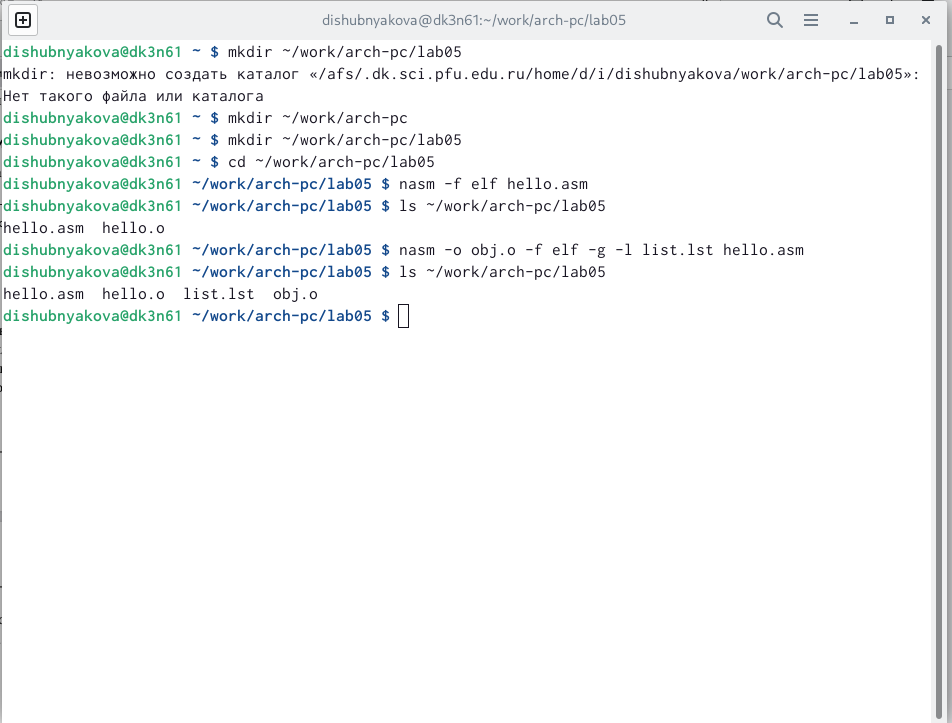 dishubnyakova@dk3n61:~/work/arch-pc/lab05
dishubnyakova@dk3n61 ~ $ mkdir ~/work/arch-pc/lab05
mkdir: невозможно создать каталог «/afs/.dk.sci.pfu.edu.ru/home/d/i/dishubnyakova/work/arch-pc/lab05»:
Нет такого файла или каталога
dishubnyakova@dk3n61 ~ $ mkdir ~/work/arch-pc
dishubnyakova@dk3n61 ~ $ mkdir ~/work/arch-pc/lab05
dishubnyakova@dk3n61 ~ $ cd ~/work/arch-pc/lab05
dishubnyakova@dk3n61 ~/work/arch-pc/lab05 $ nasm -f elf hello.asm
dishubnyakova@dk3n61 ~/work/arch-pc/lab05 $ ls ~/work/arch-pc/lab05
hello.asm  hello.o
dishubnyakova@dk3n61 ~/work/arch-pc/lab05 $ nasm -o obj.o -f elf -g -l list.lst hello.asm
dishubnyakova@dk3n61 ~/work/arch-pc/lab05 $ ls ~/work/arch-pc/lab05
hello.asm  hello.o  list.lst  obj.o
dishubnyakova@dk3n61 ~/work/arch-pc/lab05 $